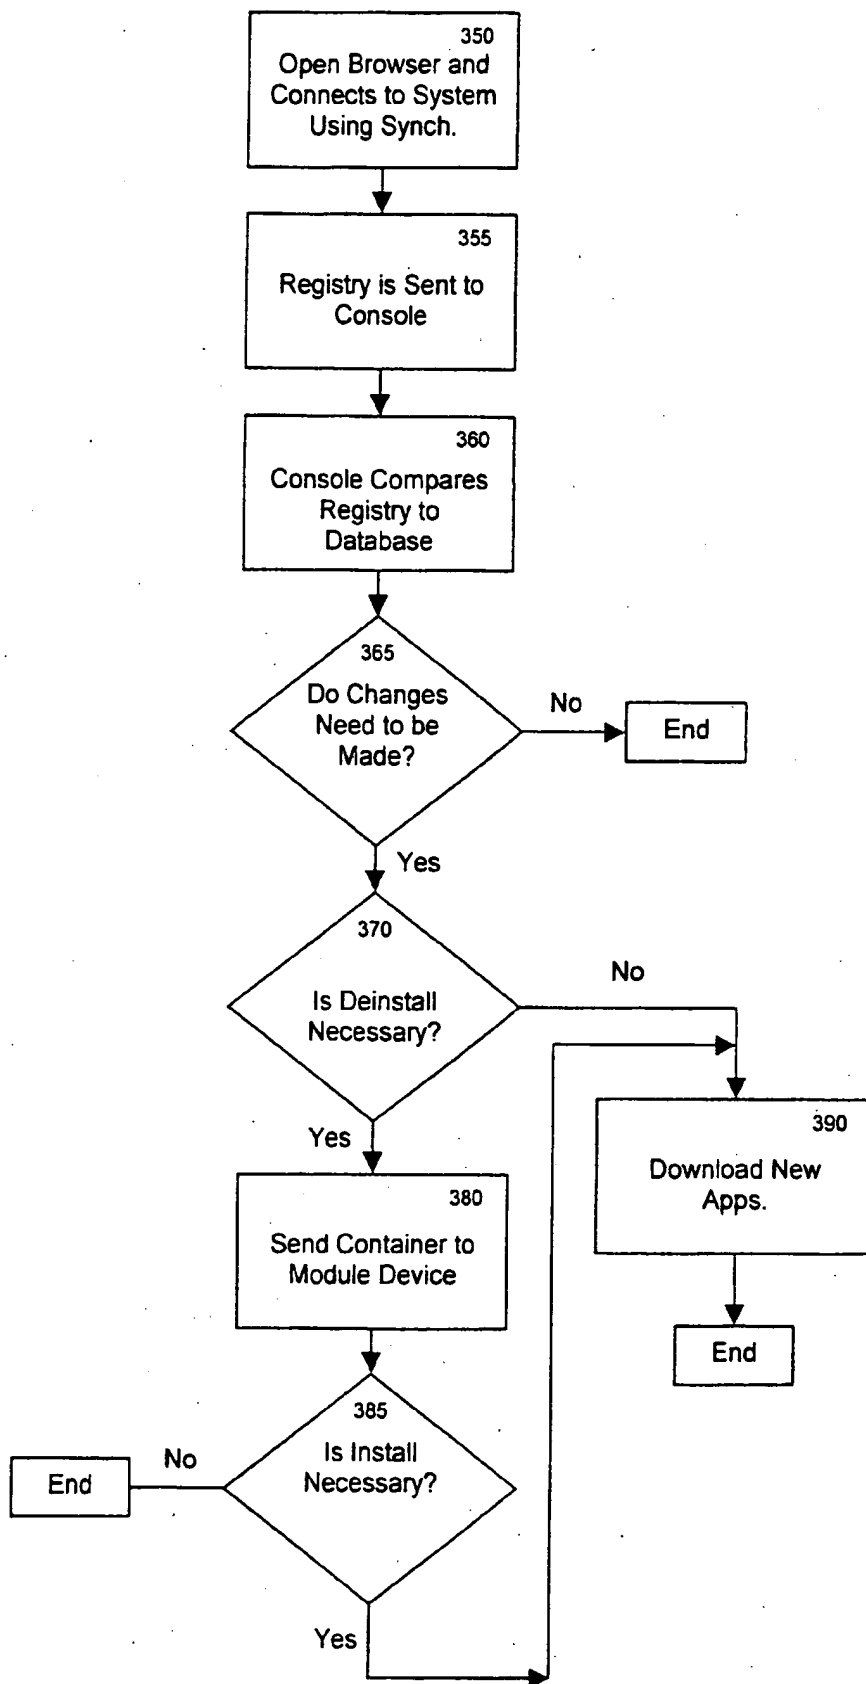 350
Open Browser and
Connects to System
Using Synch.
355
Registry is Sent to
Console
360
Console Compares
Registry to
Database
365
Do Changes
Need to be
Made?
No
End
Yes
370
Is Deinstall
Necessary?
No
Yes
390
Download New
Apps.
380
Send Container to
Module Device
End
385
Is Install
Necessary?
No
End
Yes